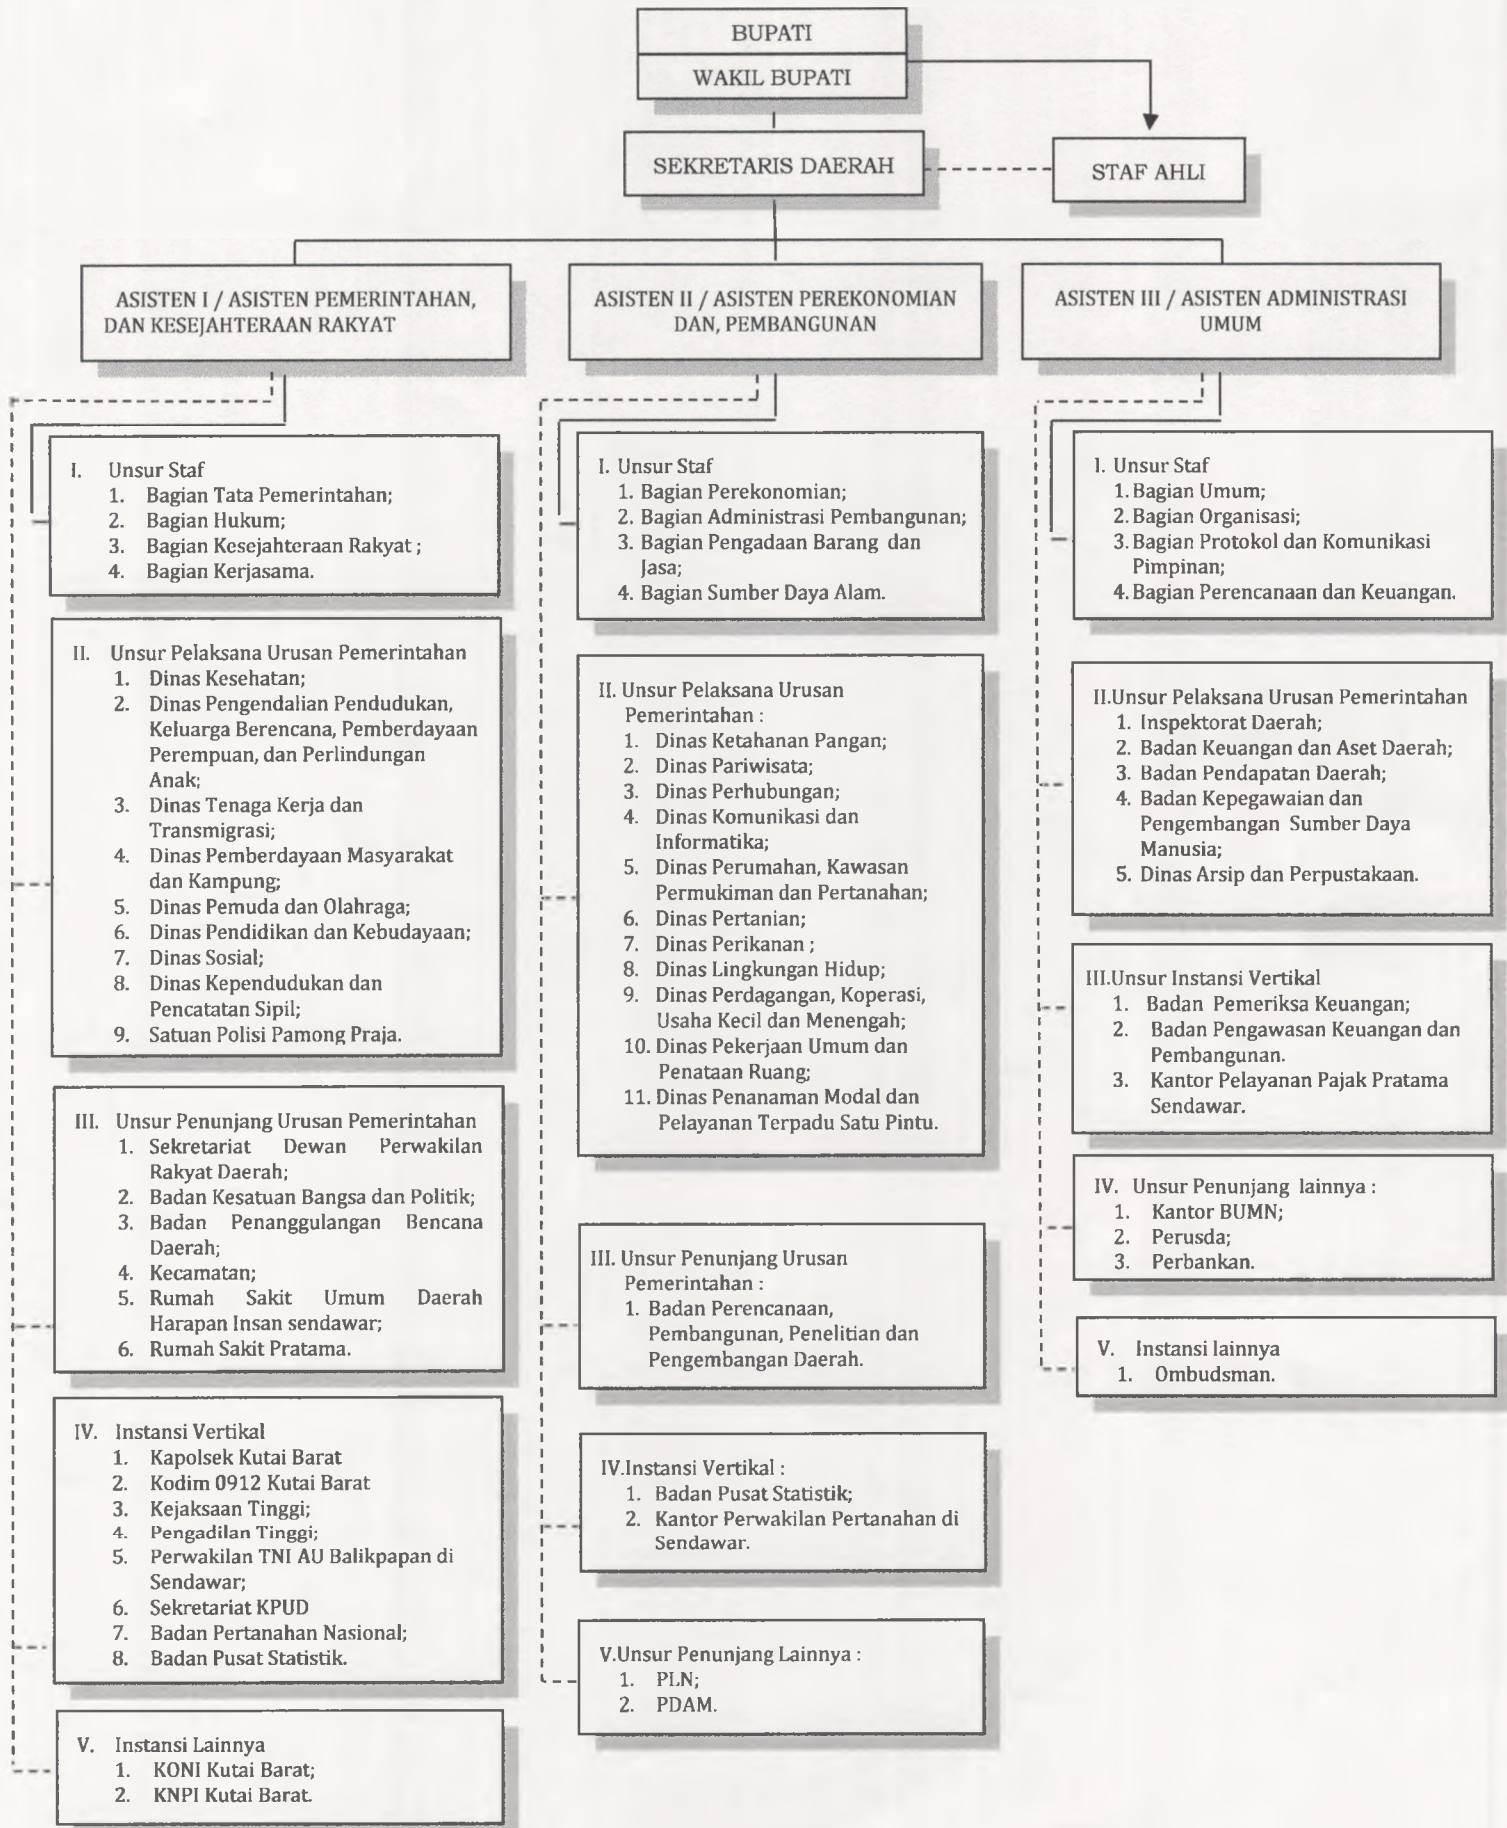 BUPATI
WAKIL BUPATI
SEKRETARIS DAERAH
STAF AHLI
ASISTEN I / ASISTEN PEMERINTAHAN,
DAN KESEJAHTERAAN RAKYAT
ASISTEN II / ASISTEN PEREKONOMIAN
DAN, PEMBANGUNAN
ASISTEN III / ASISTEN ADMINISTRASI
UMUM
I. Unsur Staf
1. Bagian Tata Pemerintahan;
2. Bagian Hukum;
3. Bagian Kesejahteraan Rakyat ;
4. Bagian Kerjasama.
II. Unsur Pelaksana Urusan Pemerintahan
1. Dinas Kesehatan;
2. Dinas Pengendalian Pendudukan,
Keluarga Berencana, Pemberdayaan
Perempuan, dan Perlindungan
Anak;
3. Dinas Tenaga Kerja dan
Transmigrasi;
4. Dinas Pemberdayaan Masyarakat
dan Kampung;
5. Dinas Pemuda dan Olahraga;
6. Dinas Pendidikan dan Kebudayaan;
7. Dinas Sosial;
8. Dinas Kependudukan dan
Pencatatan Sipil;
9. Satuan Polisi Pamong Praja.
III. Unsur Penunjang Urusan Pemerintahan
1. Sekretariat Dewan Perwakilan
Rakyat Daerah;
2. Badan Kesatuan Bangsa dan Politik;
3. Badan Penanggulangan Bencana
Daerah;
4. Kecamatan;
5. Rumah Sakit Umum Daerah
Harapan Insan sendawar;
6. Rumah Sakit Pratama.
IV. Instansi Vertikal
1. Kapolsek Kutai Barat
2. Kodim 0912 Kutai Barat
3. Kejaksaan Tinggi;
4. Pengadilan Tinggi;
5. Perwakilan TNI AU Balikpapan di
Sendawar;
6. Sekretariat KPUD
7. Badan Pertanahan Nasional;
8. Badan Pusat Statistik.
V. Instansi Lainnya
1. KONI Kutai Barat;
2. KNPI Kutai Barat.
I. Unsur Staf
1. Bagian Perekonomian;
2. Bagian Administrasi Pembangunan;
3. Bagian Pengadaan Barang dan
Jasa;
4. Bagian Sumber Daya Alam.
II. Unsur Pelaksana Urusan
Pemerintahan :
1. Dinas Ketahanan Pangan;
2. Dinas Pariwisata;
3. Dinas Perhubungan;
4. Dinas Komunikasi dan
Informatika;
5. Dinas Perumahan, Kawasan
Permukiman dan Pertanahan;
6. Dinas Pertanian;
7. Dinas Perikanan ;
8. Dinas Lingkungan Hidup;
9. Dinas Perdagangan, Koperasi,
Usaha Kecil dan Menengah;
10. Dinas Pekerjaan Umum dan
Penataan Ruang;
11. Dinas Penanaman Modal dan
Pelayanan Terpadu Satu Pintu.
III. Unsur Penunjang Urusan
Pemerintahan :
1. Badan Perencanaan,
Pembangunan, Penelitian dan
Pengembangan Daerah.
IV.Instansi Vertikal :
1. Badan Pusat Statistik;
2. Kantor Perwakilan Pertanahan di
Sendawar.
V.Unsur Penunjang Lainnya :
1. PLN;
2. PDAM.
I. Unsur Staf
1. Bagian Umum;
2. Bagian Organisasi;
3. Bagian Protokol dan Komunikasi
Pimpinan;
4. Bagian Perencanaan dan Keuangan.
II.Unsur Pelaksana Urusan Pemerintahan
1. Inspektorat Daerah;
2. Badan Keuangan dan Aset Daerah;
3. Badan Pendapatan Daerah;
4. Badan Kepegawaian dan
Pengembangan Sumber Daya
Manusia;
5. Dinas Arsip dan Perpustakaan.
III.Unsur Instansi Vertikal
1. Badan Pemeriksa Keuangan;
2. Badan Pengawasan Keuangan dan
Pembangunan.
3. Kantor Pelayanan Pajak Pratama
Sendawar.
IV. Unsur Penunjang lainnya :
1. Kantor BUMN;
2. Perusda;
3. Perbankan.
V. Instansi lainnya
1. Ombudsman.